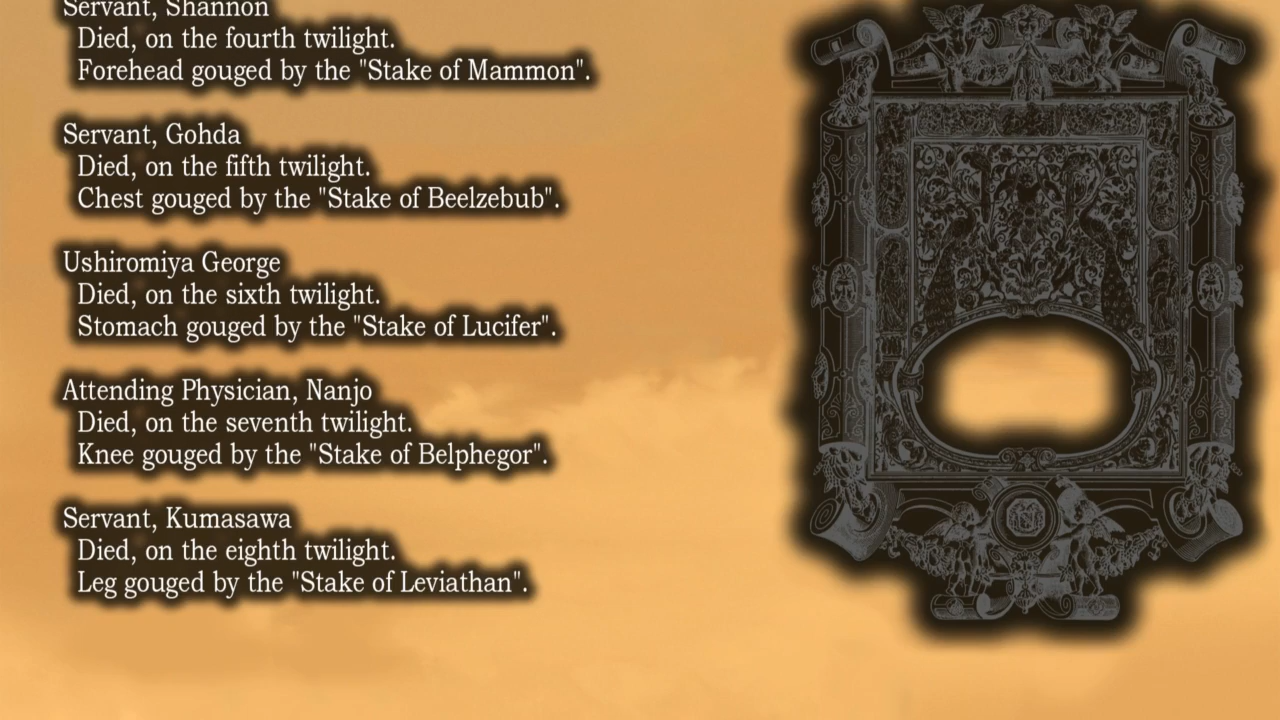 Servant, Shannon
Died, on the fourth twilight.
Forehead gouged by the "Stake of Mammon".
Servant, Gohda
Died, on the fifth twilight.
Chest gouged by the "Stake of Beelzebub".
Ushiromiya George
Died, on the sixth twilight.
Stomach gouged by the "Stake of Lucifer".
Attending Physician, Nanjo
Died, on the seventh twilight.
Knee gouged by the "Stake of Belphegor".
Servant, Kumasawa
Died, on the eighth twilight.
Leg gouged by the "Stake of Leviathan".